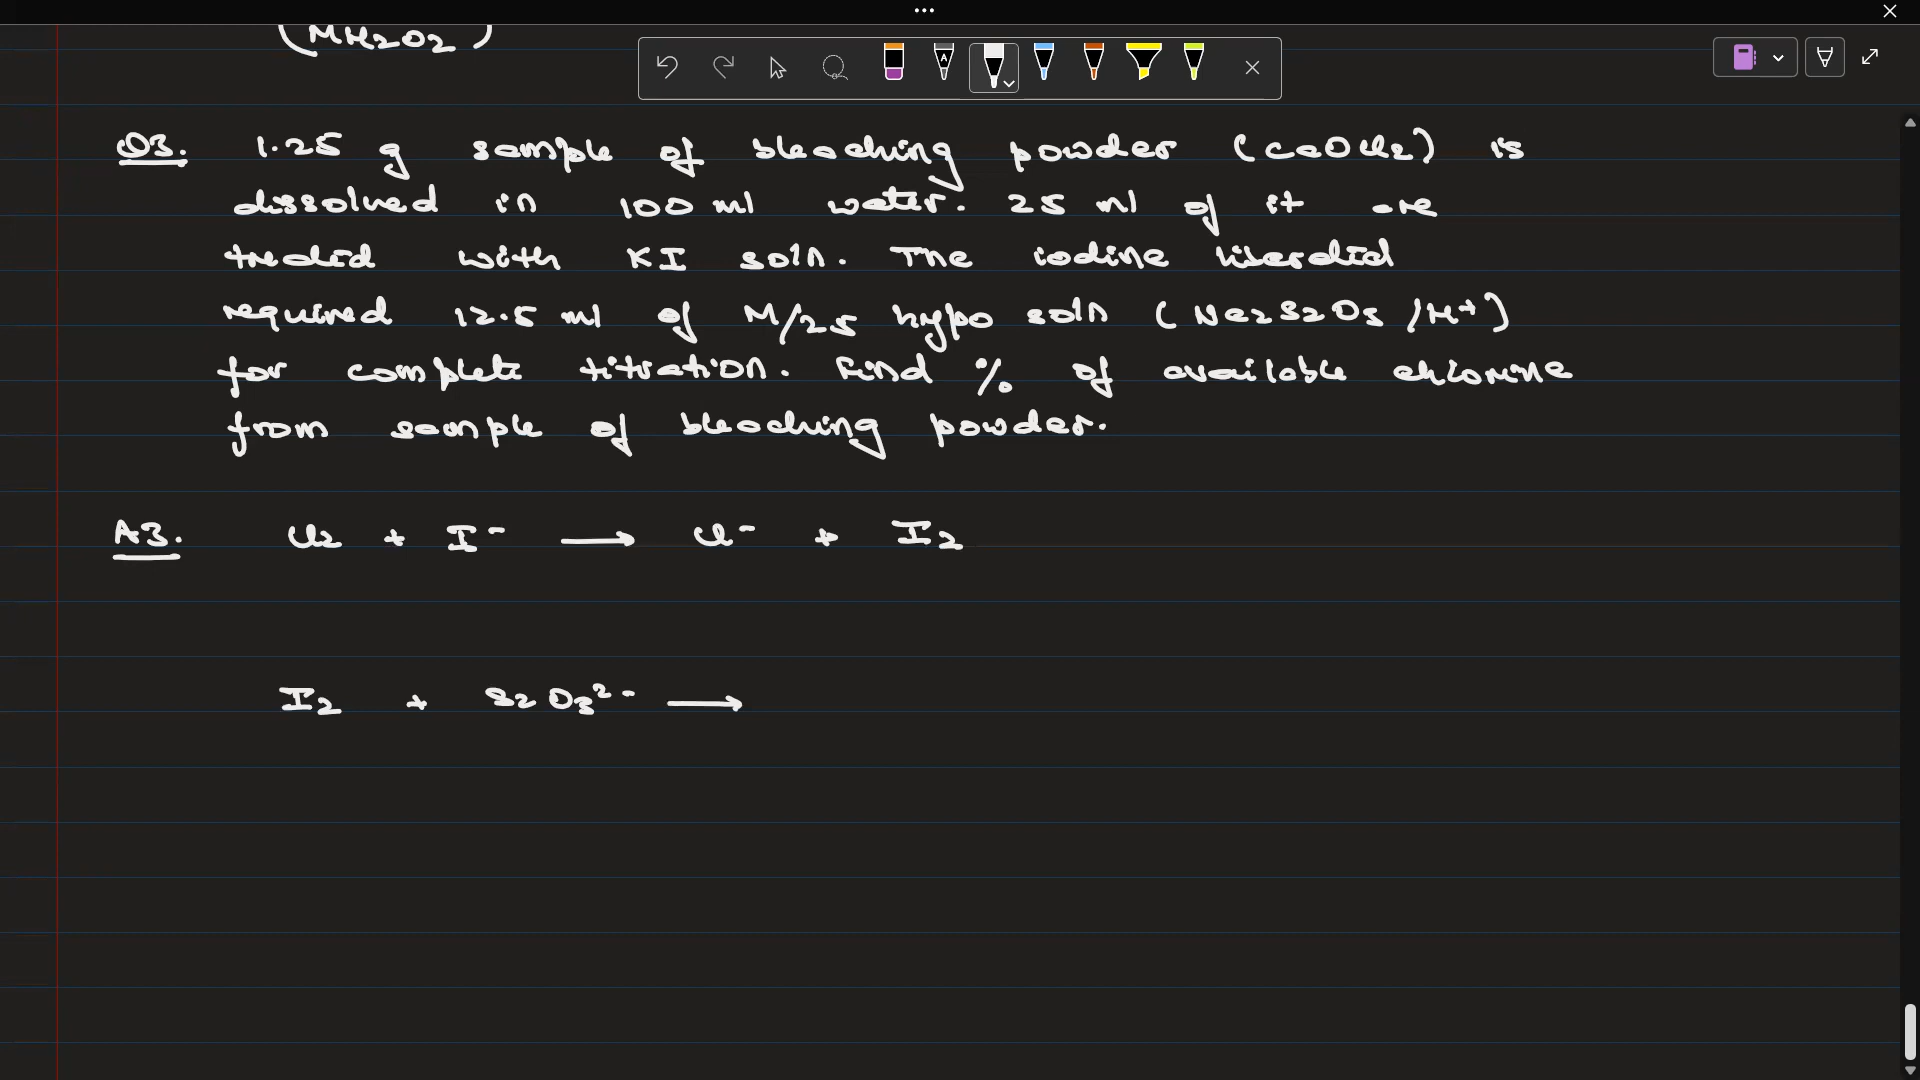 (MH2O2)
Q3. 1.25 g sample of bleaching powder (CaOCl2) is
dissolved in 100 ml water. 25 ml of it are
treated with KI soln. The iodine liberated
required 12.5 ml of M/25 hypo soln (Na2S2O3/H+)
for complete titration. Find % of available chlorine
from sample of bleaching powder.
A3. Cl2 + I- → Cl- + I2
I2 + S2O3²- →